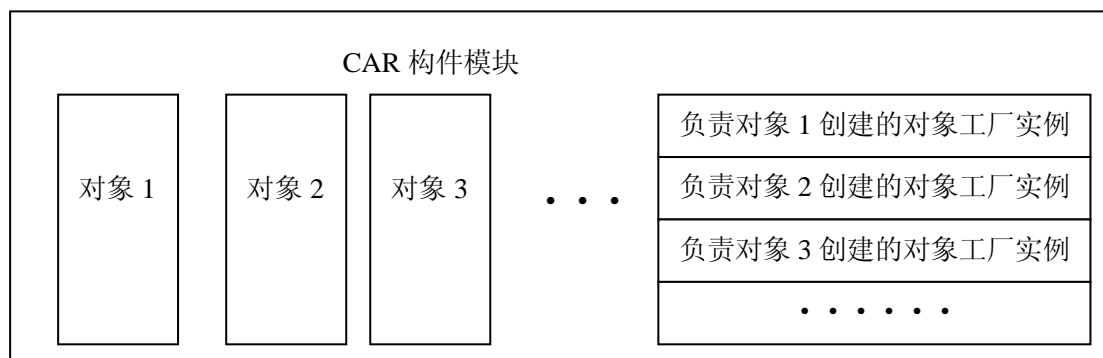 CAR 构件模块
对象 1
对象 2
对象 3
• • •
负责对象 1 创建的对象工厂实例
负责对象 2 创建的对象工厂实例
负责对象 3 创建的对象工厂实例
• • • • • •